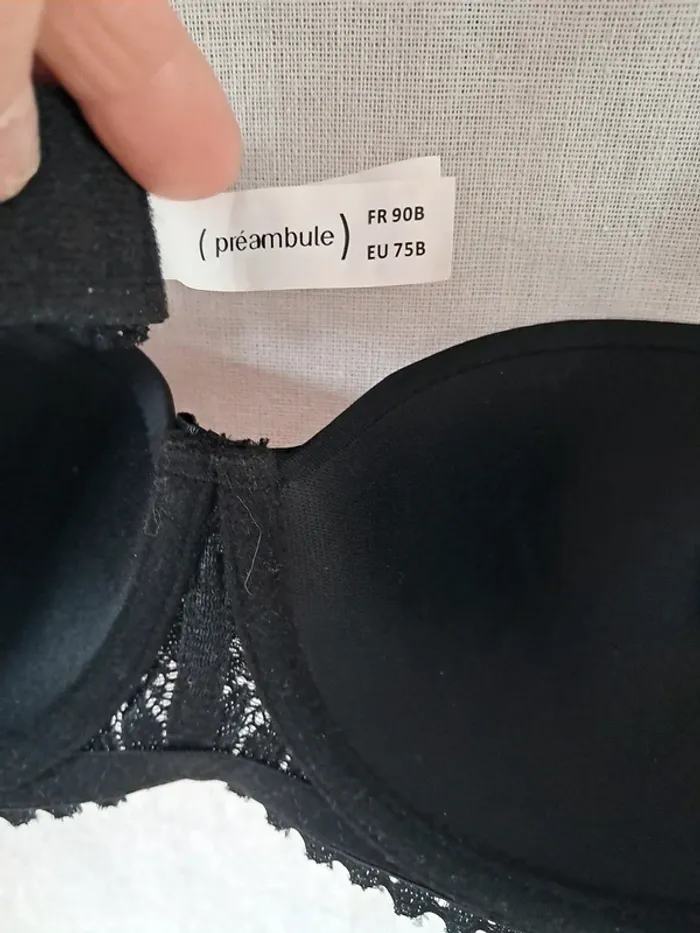 (préambule)
FR 90B
EU 75B